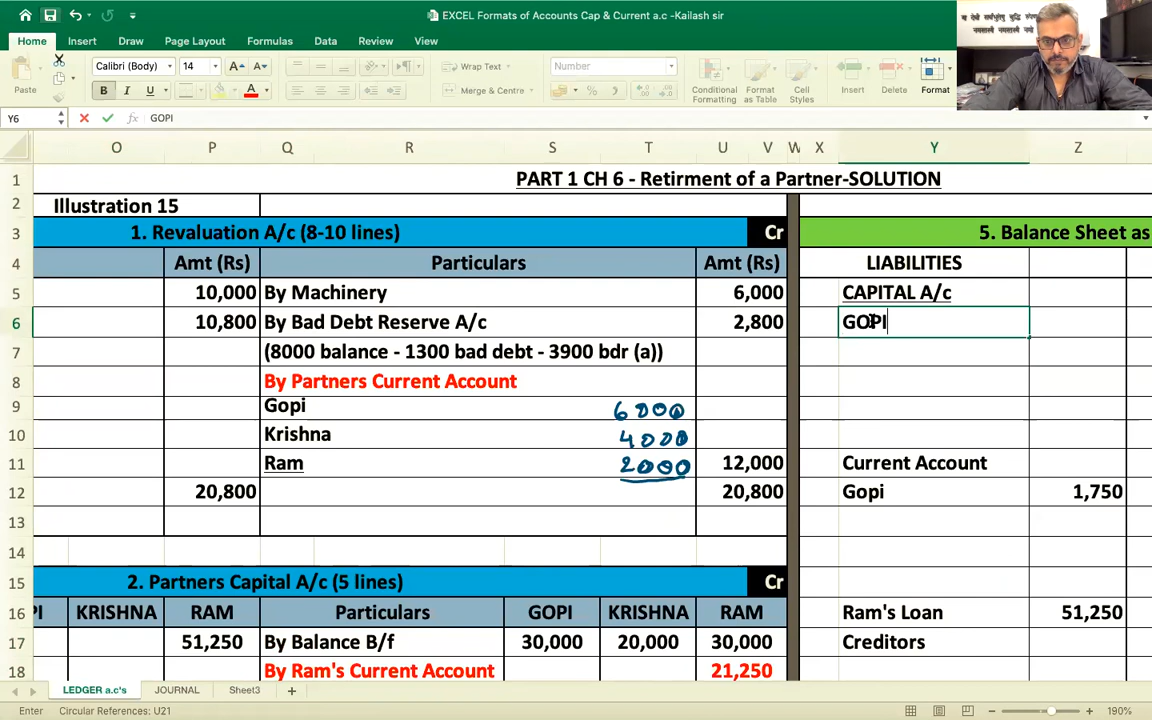 EXCEL Formats of Accounts Cap & Current a.c -Kailash sir
Home Insert Draw Page Layout Formulas Data Review View
Calibri (Body) 14 Wrap Text Number
Paste B I U A Merge & Centre Conditional Formatting Format as Table Cell Styles Insert Delete Format
Y6 fx GOPI
O P Q R S T U V W X Y Z
1 PART 1 CH 6 - Retirment of a Partner-SOLUTION
2 Illustration 15
3 1. Revaluation A/c (8-10 lines) Cr 5. Balance Sheet as
4 Amt (Rs) Particulars Amt (Rs) LIABILITIES
5 10,000 By Machinery 6,000 CAPITAL A/c
6 10,800 By Bad Debt Reserve A/c 2,800 GOPI
7 (8000 balance - 1300 bad debt - 3900 bdr (a))
8 By Partners Current Account
9 Gopi 6000
10 Krishna 4000
11 Ram 2000 12,000 Current Account
12 20,800 20,800 Gopi 1,750
13
14
15 2. Partners Capital A/c (5 lines) Cr
16 PI KRISHNA RAM Particulars GOPI KRISHNA RAM Ram's Loan 51,250
17 51,250 By Balance B/f 30,000 20,000 30,000 Creditors
18 By Ram's Current Account 21,250
LEDGER a.c's JOURNAL Sheet3 +
Enter Circular References: U21 190%